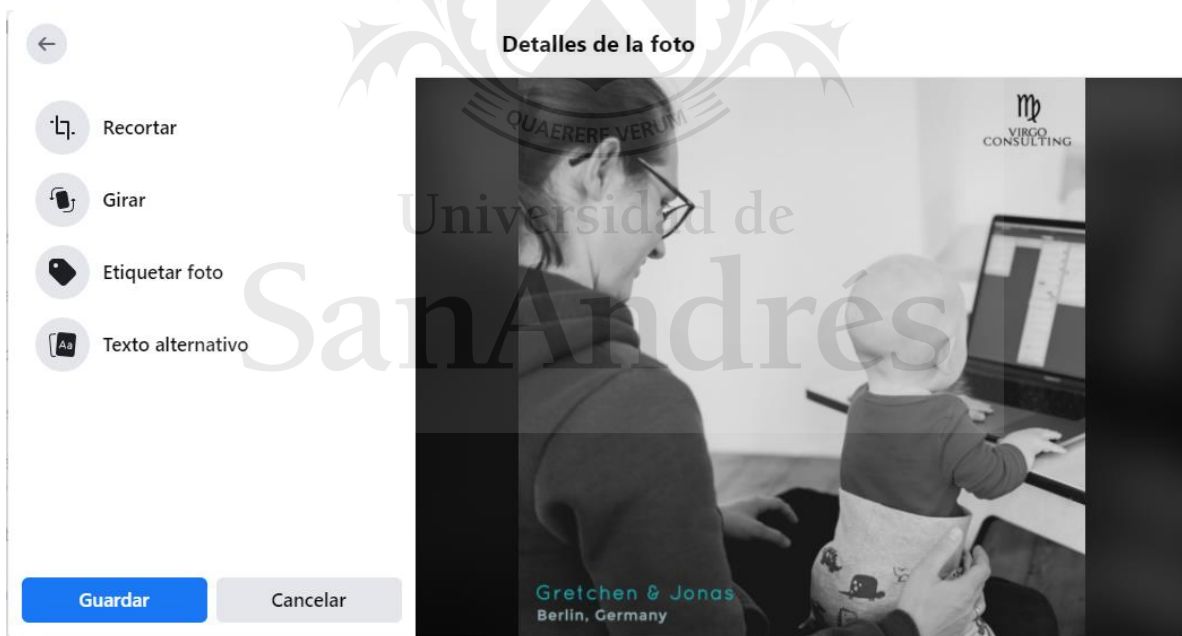 Detalles de la foto
Recortar
Girar
Etiquetar foto
Texto alternativo
Aa
Guardar
Cancelar
VIRGO
CONSULTING
QUAERERE VERUM
Universidad de
SanAndrés
Gretchen & Jonas
Berlin, Germany